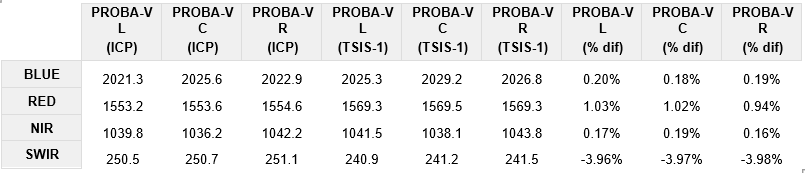 PROBA-V PROBA-V PROBA-V PROBA-V PROBA-V PROBA-V PROBA-V PROBA-V PROBA-V
L C R L C R L C R
(ICP) (ICP) (ICP) (TSIS-1) (TSIS-1) (TSIS-1) (% dif) (% dif) (% dif)
BLUE 2021.3 2025.6 2022.9 2025.3 2029.2 2026.8 0.20% 0.18% 0.19%
RED 1553.2 1553.6 1554.6 1569.3 1569.5 1569.3 1.03% 1.02% 0.94%
NIR 1039.8 1036.2 1042.2 1041.5 1038.1 1043.8 0.17% 0.19% 0.16%
SWIR 250.5 250.7 251.1 240.9 241.2 241.5 -3.96% -3.97% -3.98%